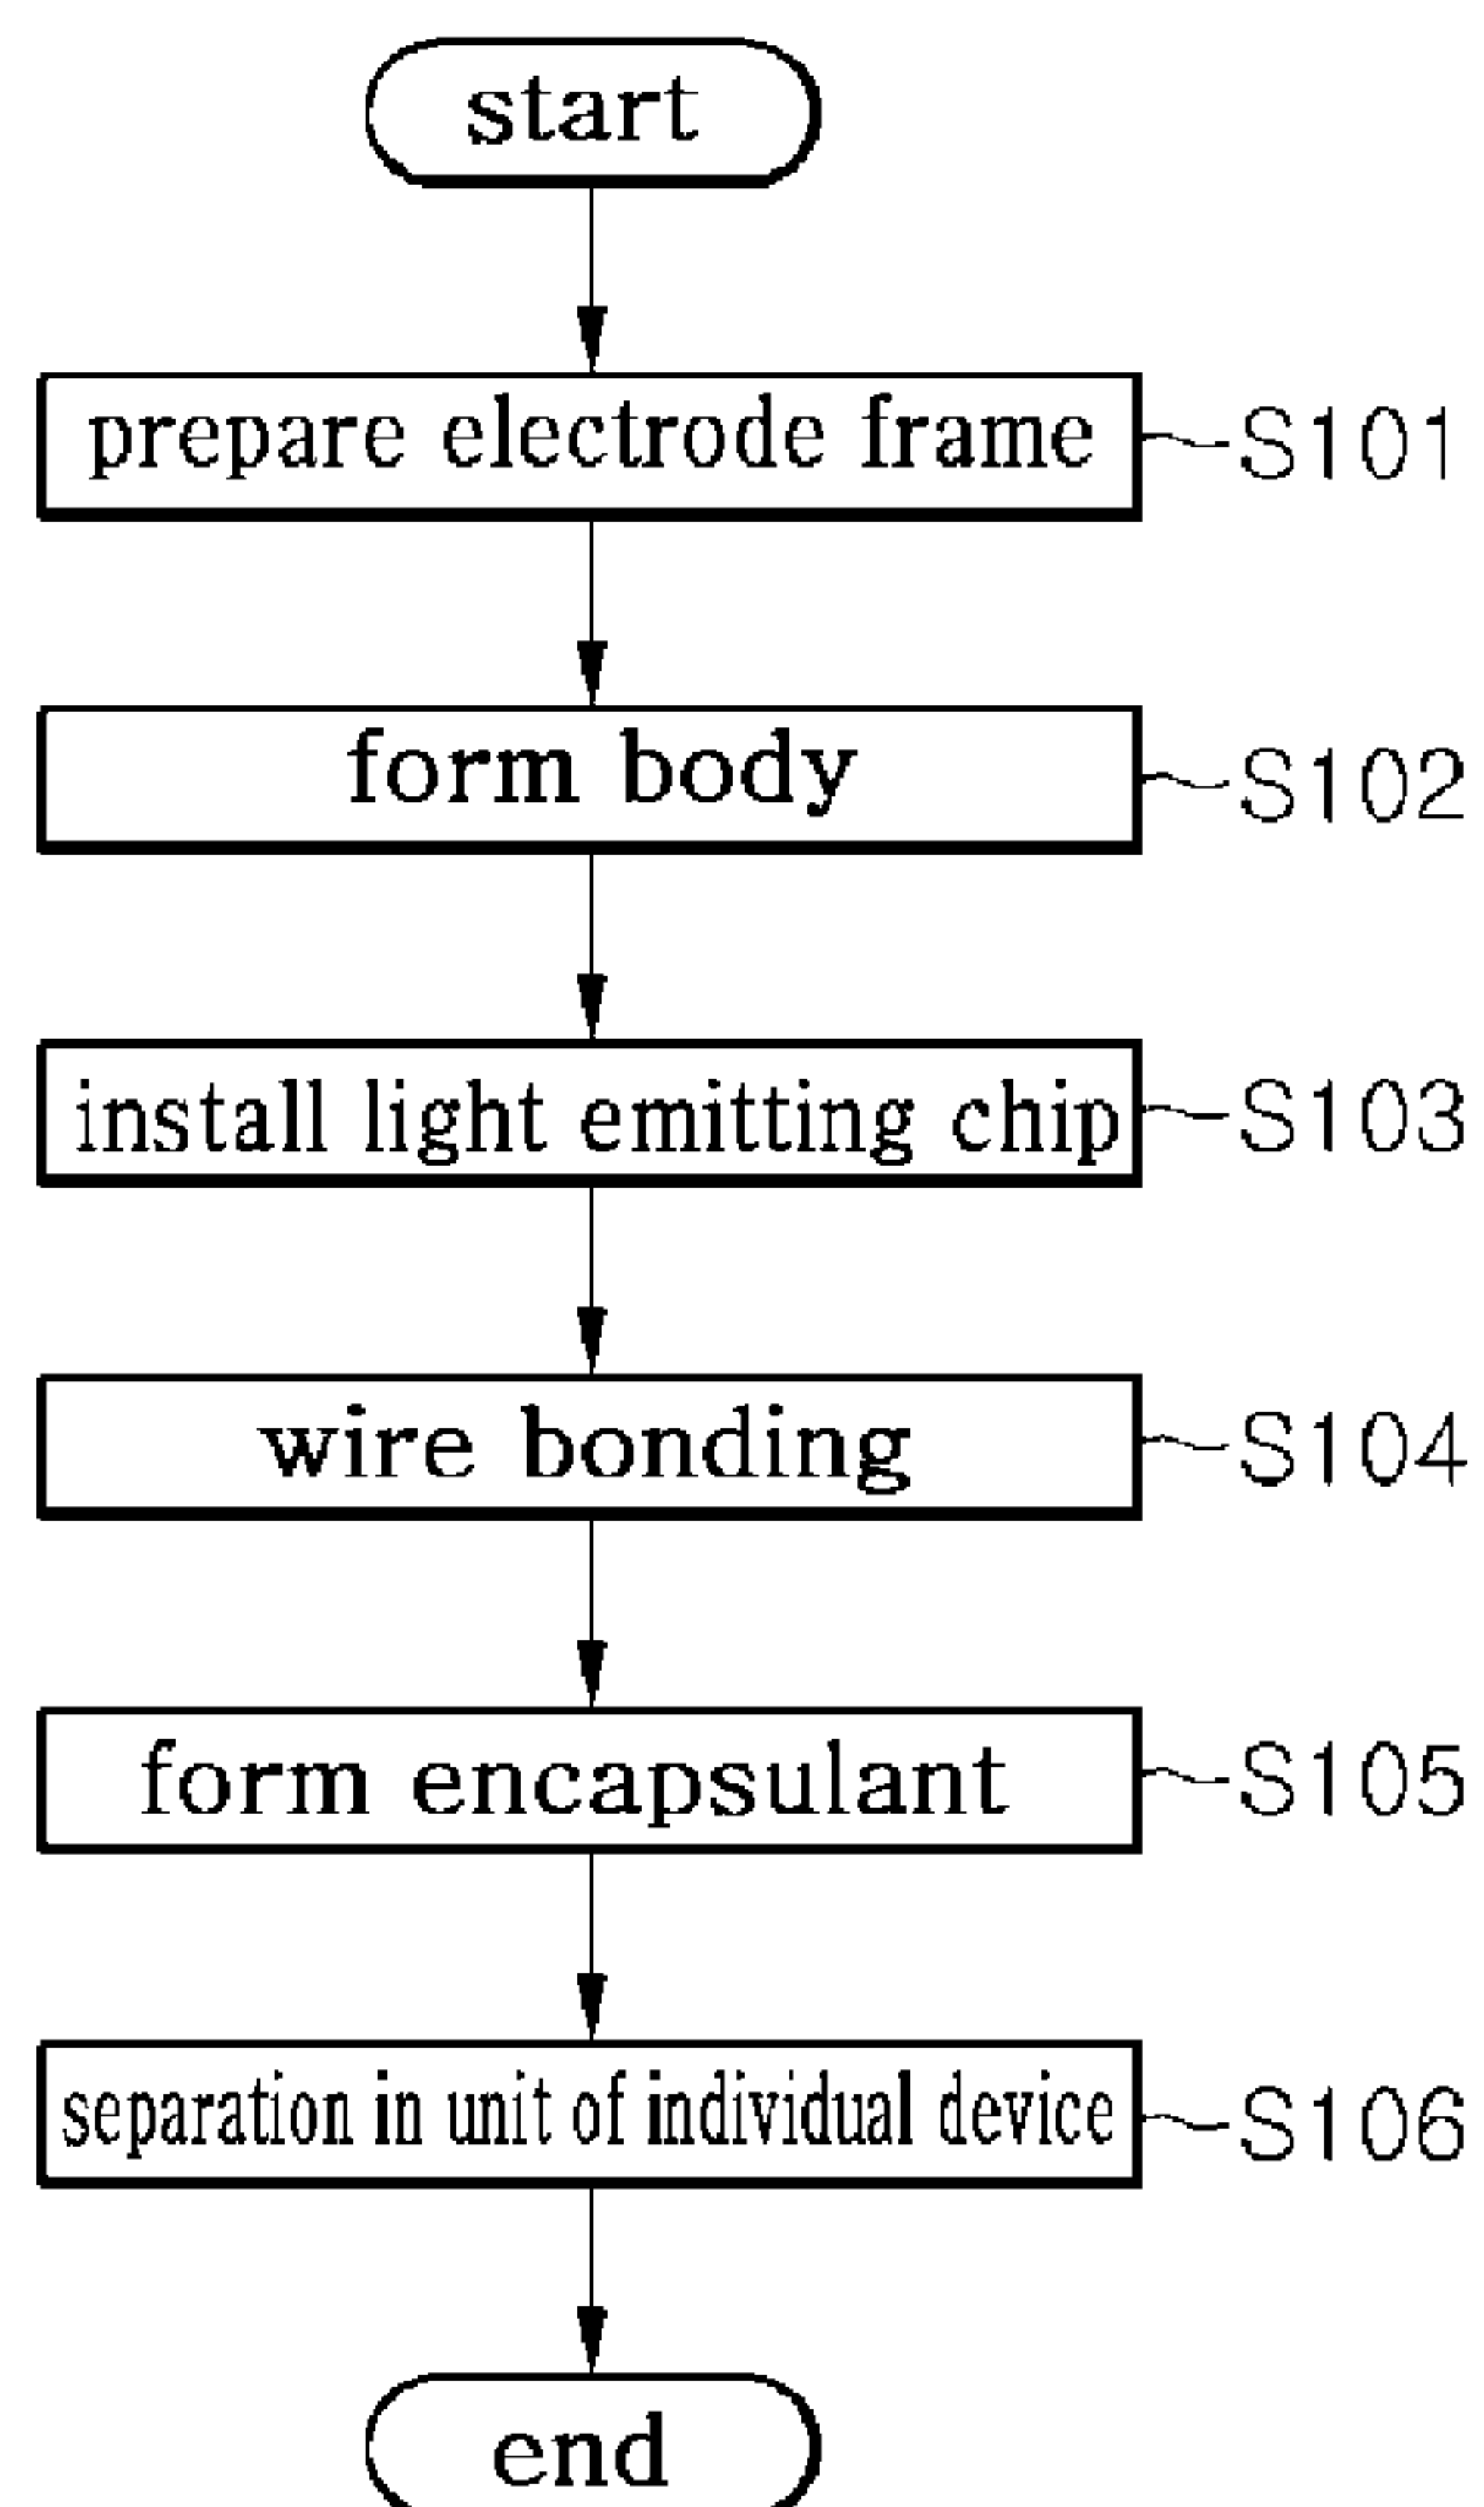 start
prepare electrode frame S101
form body S102
install light emitting chip S103
wire bonding S104
form encapsulant S105
separation in unit of individual device S106
end